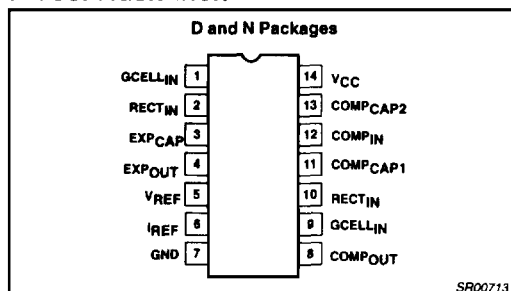 D and N Packages
GCELLIN 1
RECTIN 2
EXPCAP 3
EXPOUT 4
VREF 5
IREF 6
GND 7
14 VCC
13 COMPCAP2
12 COMPIN
11 COMPCAP1
10 RECTIN
9 GCELLIN
8 COMPOUT
SR00713